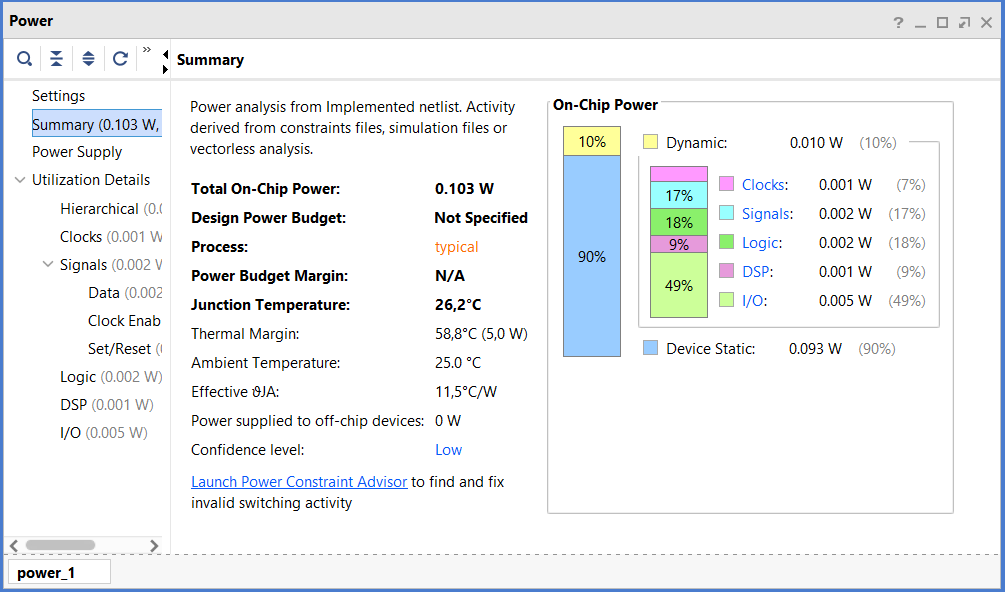 Power
? 
»
Summary
Settings
Summary (0.103 W,
Power Supply
Utilization Details
Hierarchical (0.0
Clocks (0.001 W
Signals (0.002 W
Data (0.002
Clock Enab
Set/Reset (
Logic (0.002 W)
DSP (0.001 W)
I/O (0.005 W)
Power analysis from Implemented netlist. Activity
derived from constraints files, simulation files or
vectorless analysis.
Total On-Chip Power: 0.103 W
Design Power Budget: Not Specified
Process: typical
Power Budget Margin: N/A
Junction Temperature: 26,2°C
Thermal Margin: 58,8°C (5,0 W)
Ambient Temperature: 25.0 °C
Effective ϑJA: 11,5°C/W
Power supplied to off-chip devices: 0 W
Confidence level: Low
Launch Power Constraint Advisor to find and fix
invalid switching activity
On-Chip Power
10%
90%
Dynamic: 0.010 W (10%)
17%
18%
9%
49%
Clocks: 0.001 W (7%)
Signals: 0.002 W (17%)
Logic: 0.002 W (18%)
DSP: 0.001 W (9%)
I/O: 0.005 W (49%)
Device Static: 0.093 W (90%)
power_1